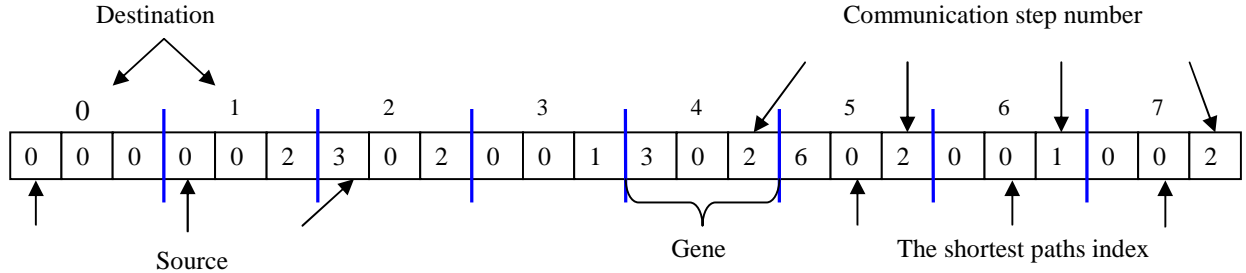 Destination Communication step number
0 1 2 3 4 5 6 7
0 0 0 0 0 2 3 0 2 0 0 1 3 0 2 6 0 2 0 0 1 0 0 2
Source Gene The shortest paths index